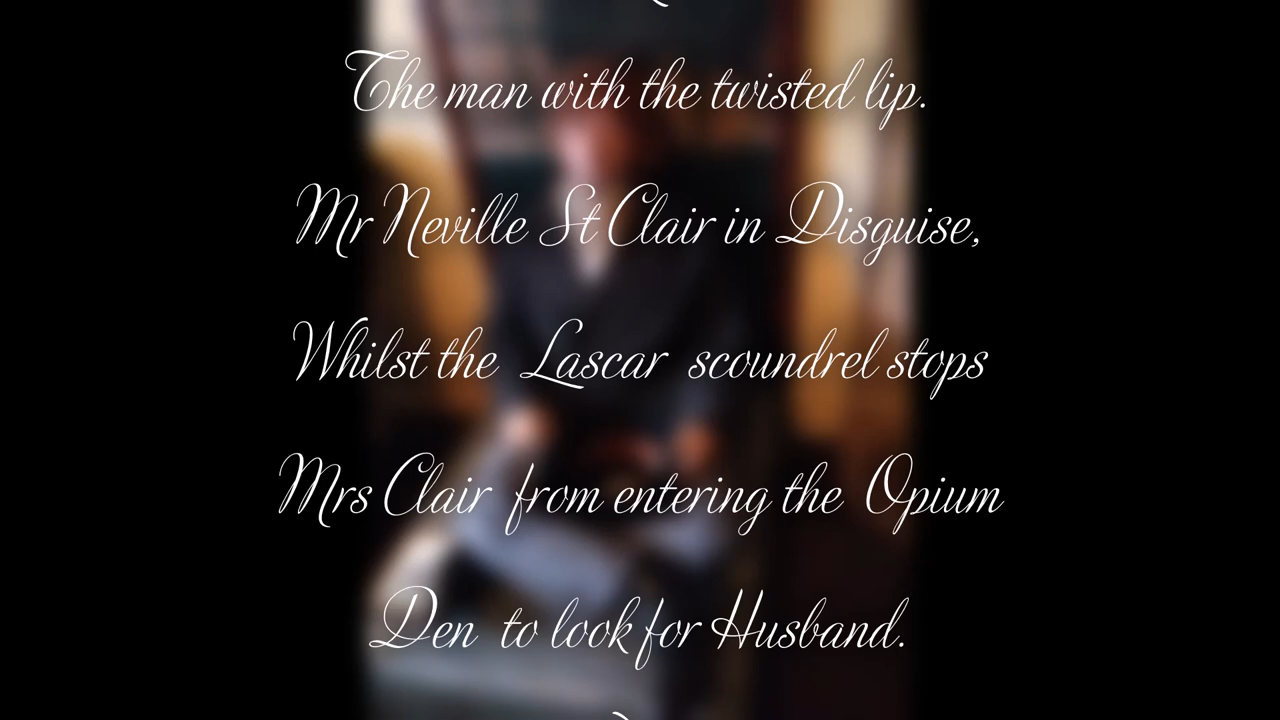 The man with the twisted lip.
Mr Neville St Clair in Disguise,
Whilst the Lascar scoundrel stops
Mrs Clair from entering the Opium
Den to look for Husband.